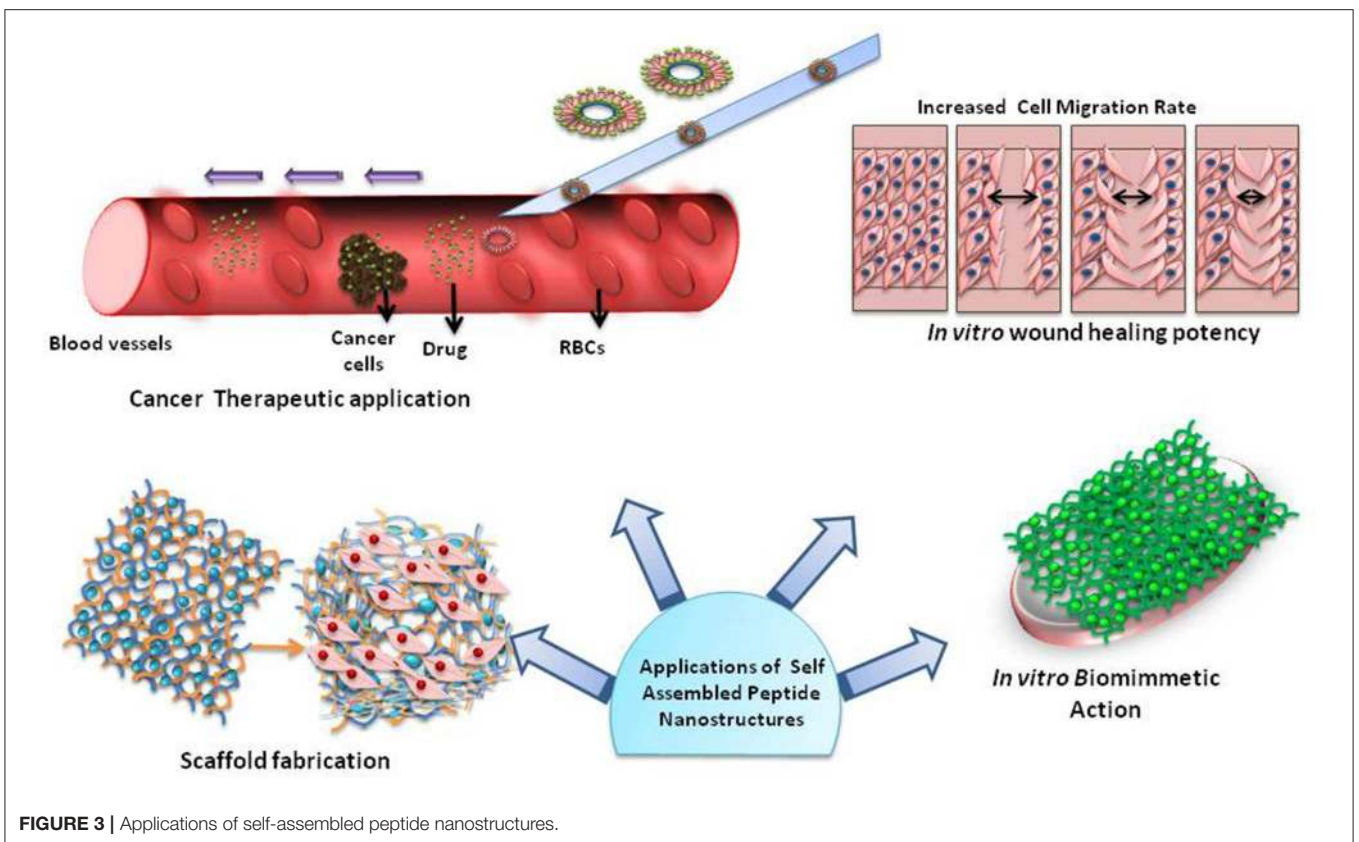 Increased Cell Migration Rate
In vitro wound healing potency
Blood vessels
Cancer
cells
Drug
RBCs
Cancer Therapeutic application
Applications of Self
Assembled Peptide
Nanostructures
In vitro Biomimmetic
Action
Scaffold fabrication
FIGURE 3 | Applications of self-assembled peptide nanostructures.